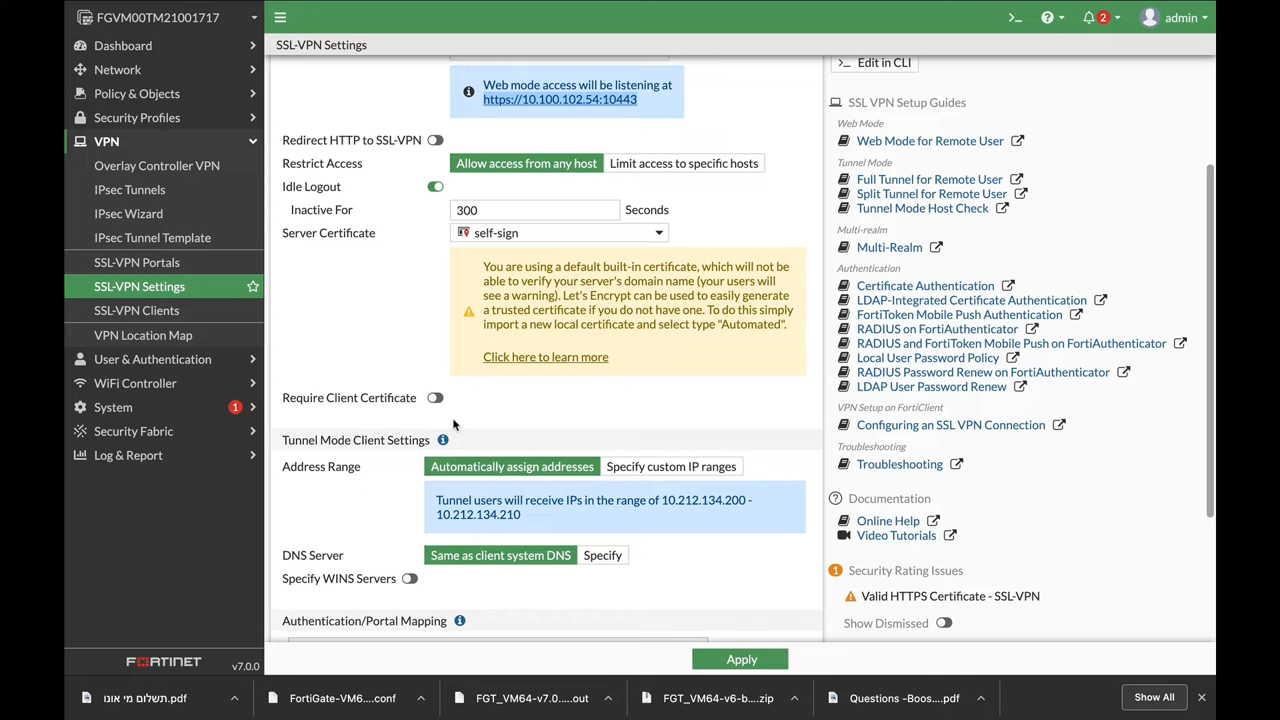 FGVM00TM21001717
2
admin
Dashboard
Network
Policy & Objects
Security Profiles
VPN
Overlay Controller VPN
IPsec Tunnels
IPsec Wizard
IPsec Tunnel Template
SSL-VPN Portals
SSL-VPN Settings
SSL-VPN Clients
VPN Location Map
User & Authentication
WiFi Controller
System
1
Security Fabric
Log & Report
FORTINET
v7.0.0
SSL-VPN Settings
Web mode access will be listening at
https://10.100.102.54:10443
Redirect HTTP to SSL-VPN
Restrict Access
Allow access from any host
Limit access to specific hosts
Idle Logout
Inactive For
300
Seconds
Server Certificate
self-sign
You are using a default built-in certificate, which will not be
able to verify your server's domain name (your users will
see a warning). Let's Encrypt can be used to easily generate
a trusted certificate if you do not have one. To do this simply
import a new local certificate and select type "Automated".
Click here to learn more
Require Client Certificate
Tunnel Mode Client Settings
Address Range
Automatically assign addresses
Specify custom IP ranges
Tunnel users will receive IPs in the range of 10.212.134.200 -
10.212.134.210
DNS Server
Same as client system DNS
Specify
Specify WINS Servers
Authentication/Portal Mapping
Apply
>_ Edit in CLI
SSL VPN Setup Guides
Web Mode
Web Mode for Remote User
Tunnel Mode
Full Tunnel for Remote User
Split Tunnel for Remote User
Tunnel Mode Host Check
Multi-realm
Multi-Realm
Authentication
Certificate Authentication
LDAP-Integrated Certificate Authentication
FortiToken Mobile Push Authentication
RADIUS on FortiAuthenticator
RADIUS and FortiToken Mobile Push on FortiAuthenticator
Local User Password Policy
RADIUS Password Renew on FortiAuthenticator
LDAP User Password Renew
VPN Setup on FortiClient
Configuring an SSL VPN Connection
Troubleshooting
Troubleshooting
Documentation
Online Help
Video Tutorials
1 Security Rating Issues
Valid HTTPS Certificate - SSL-VPN
Show Dismissed
תשלום מי אונו.pdf
FortiGate-VM6....conf
FGT_VM64-v7.0....out
FGT_VM64-v6-b....zip
Questions -Boos....pdf
Show All